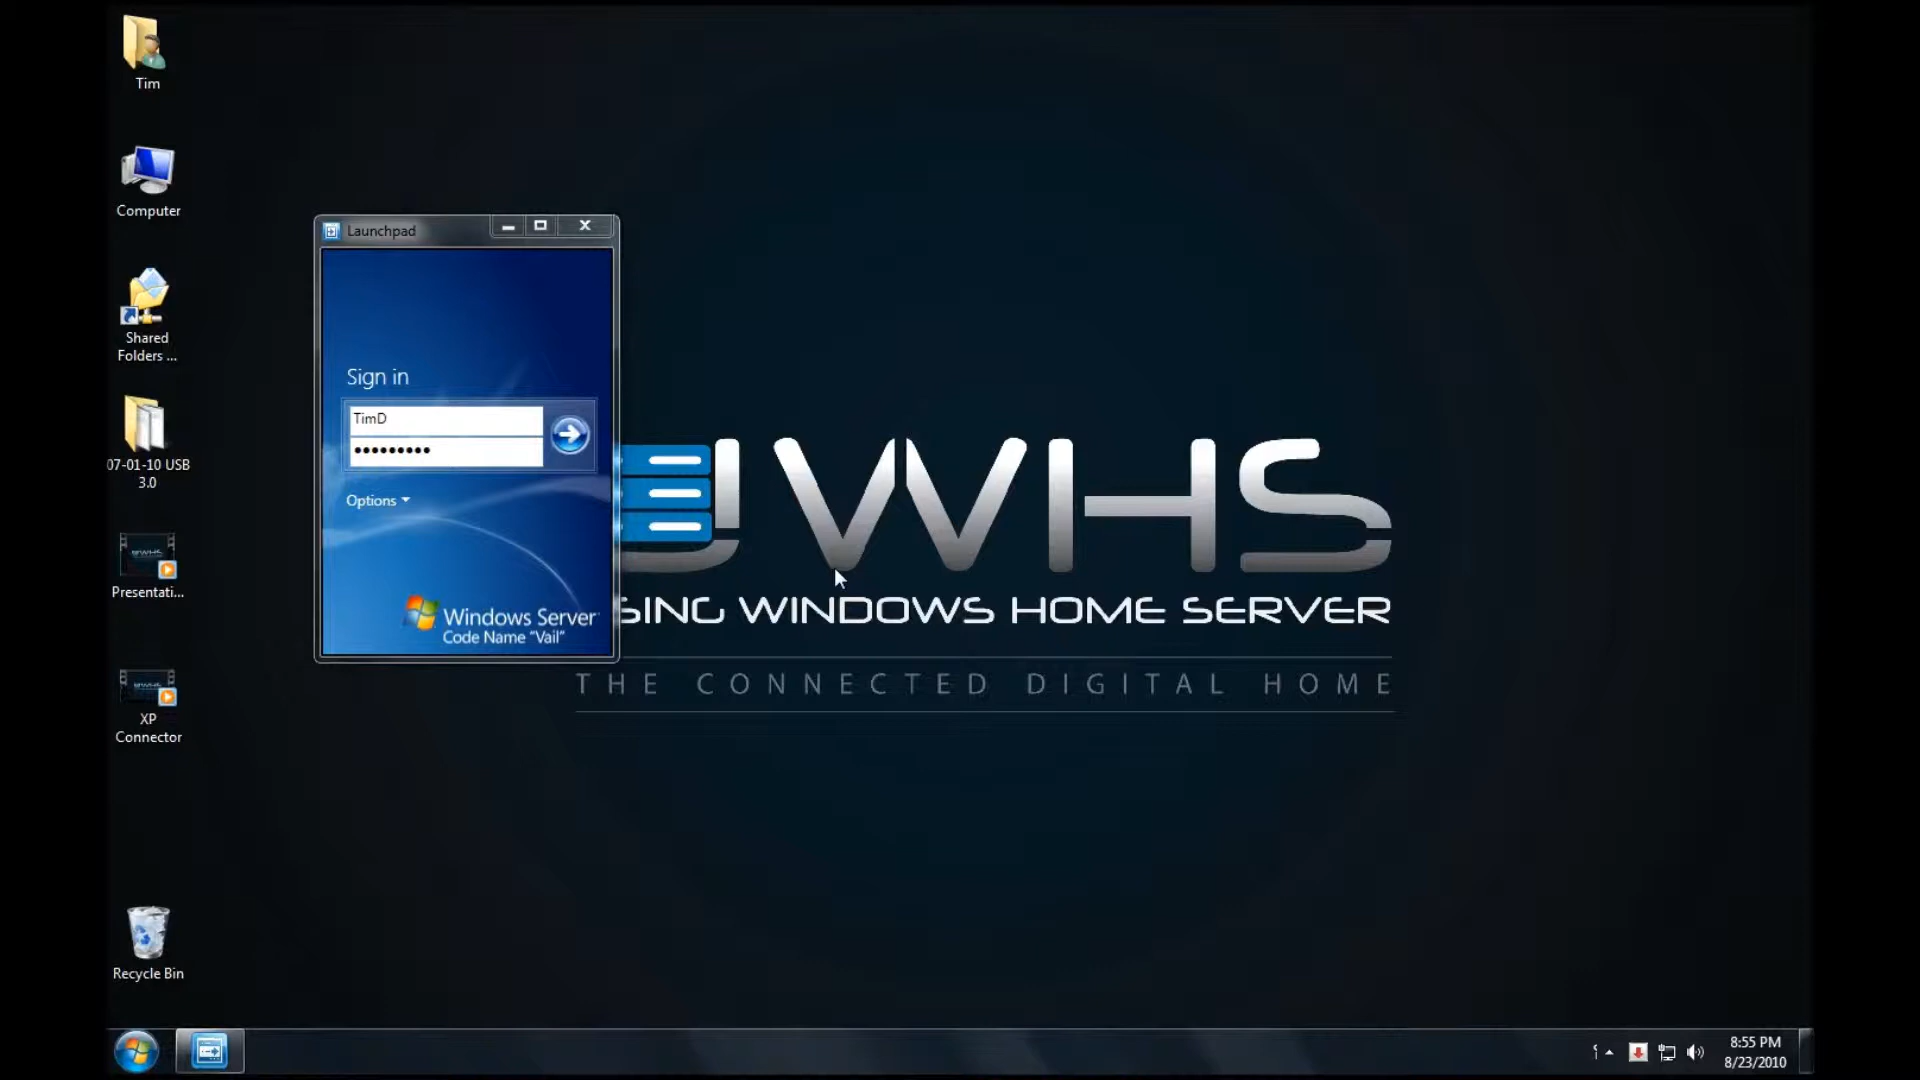 Tim
Computer
Shared
Folders ...
07-01-10 USB
3.0
Presentati...
XP
Connector
Recycle Bin
Launchpad
Sign in
TimD
•••••••••
Options
Windows Server
Code Name "Vail"
UWHS
SING WINDOWS HOME SERVER
THE CONNECTED DIGITAL HOME
8:55 PM
8/23/2010